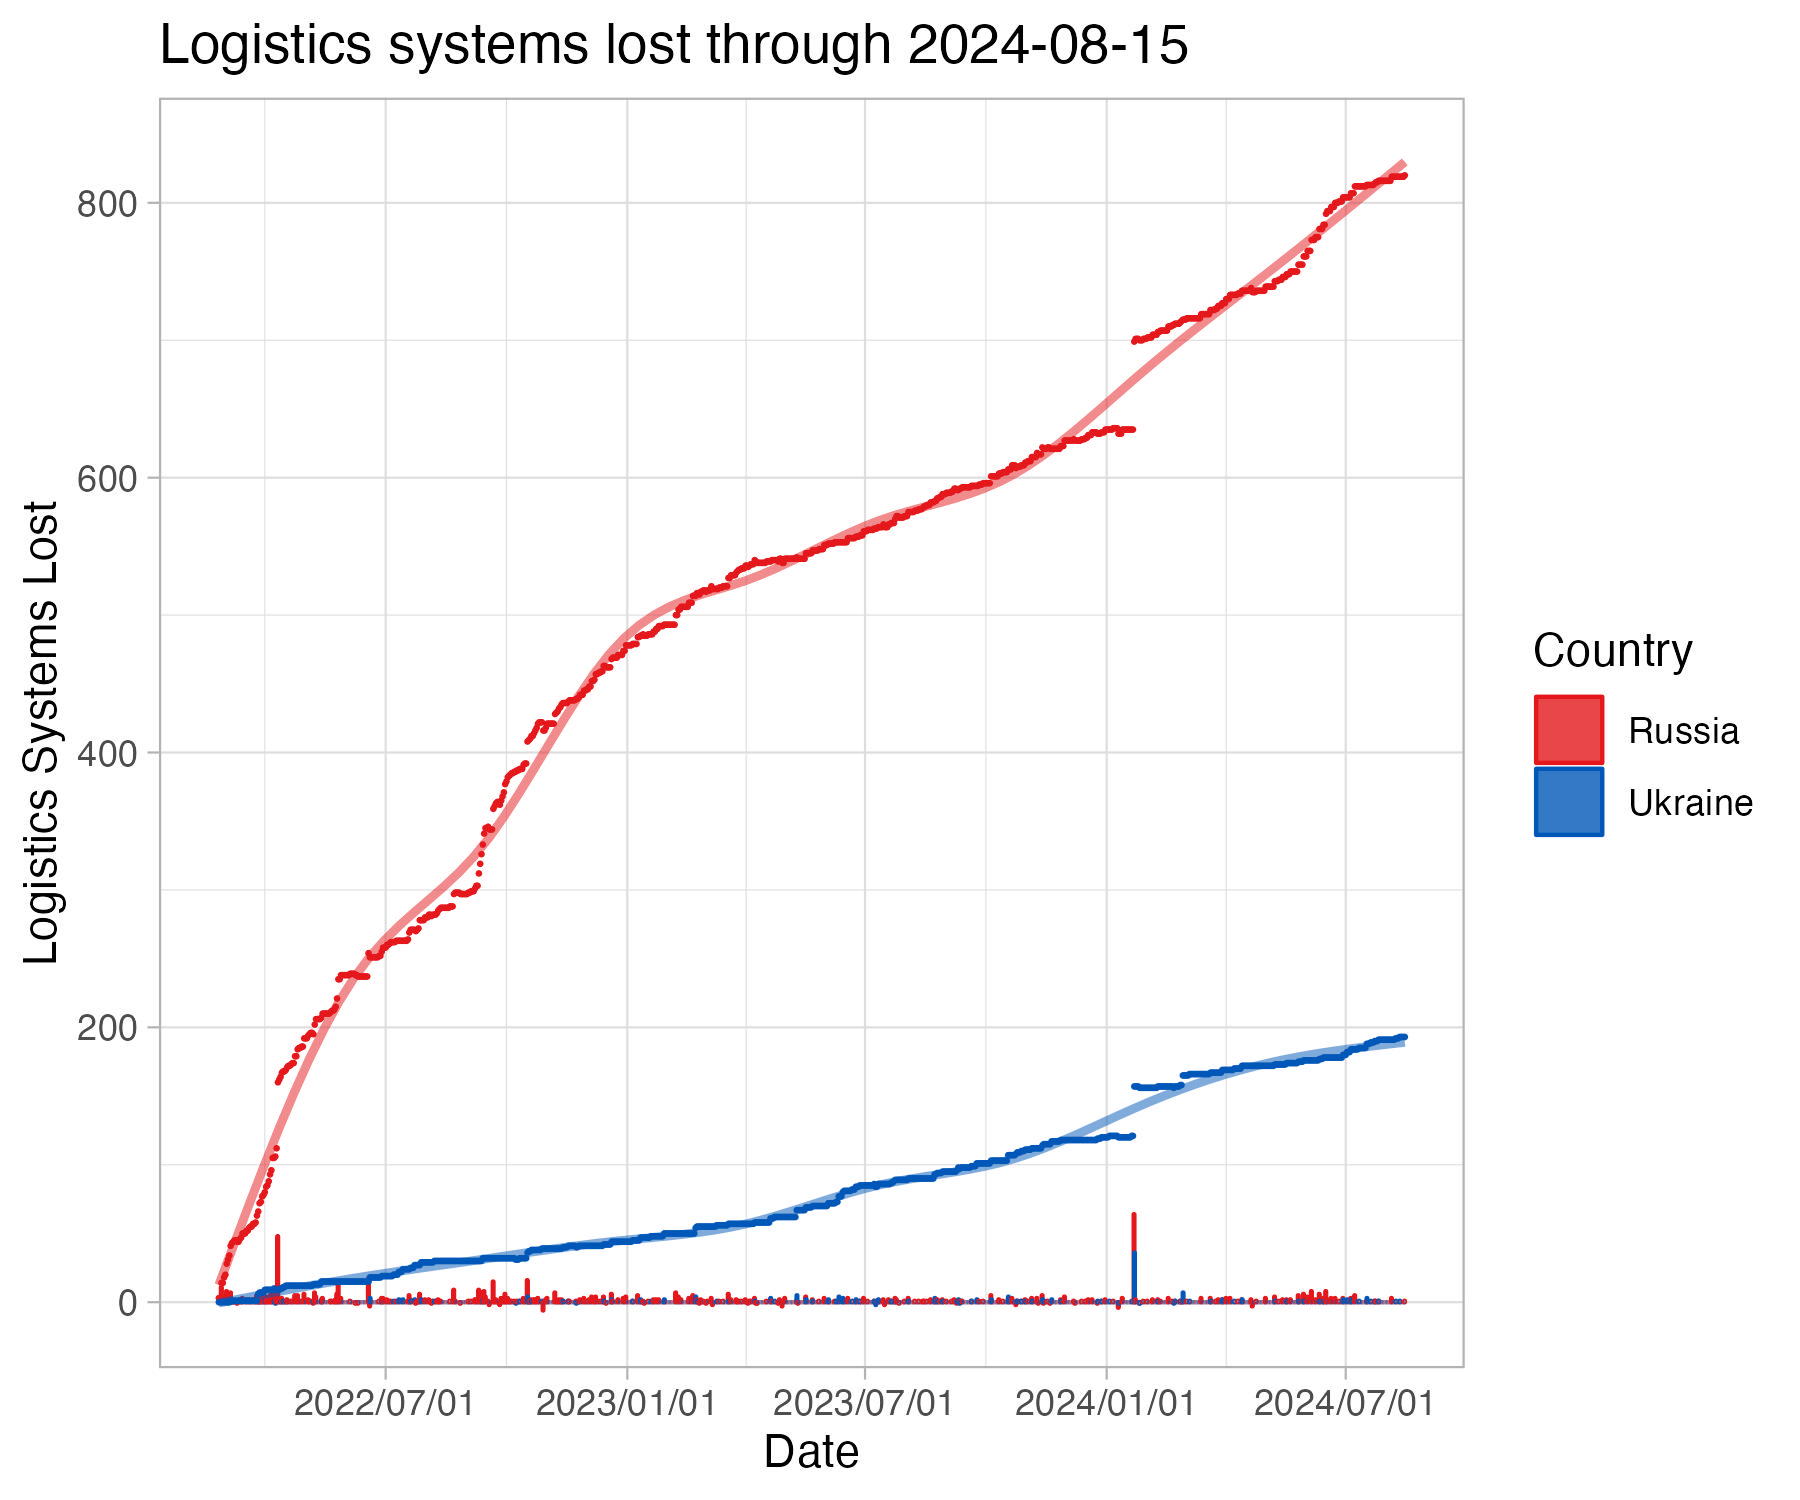 Logistics systems lost through 2024-08-15
Logistics Systems Lost
800
600
400
200
0
2022/07/01
2023/01/01
2023/07/01
2024/01/01
2024/07/01
Date
Country
Russia
Ukraine